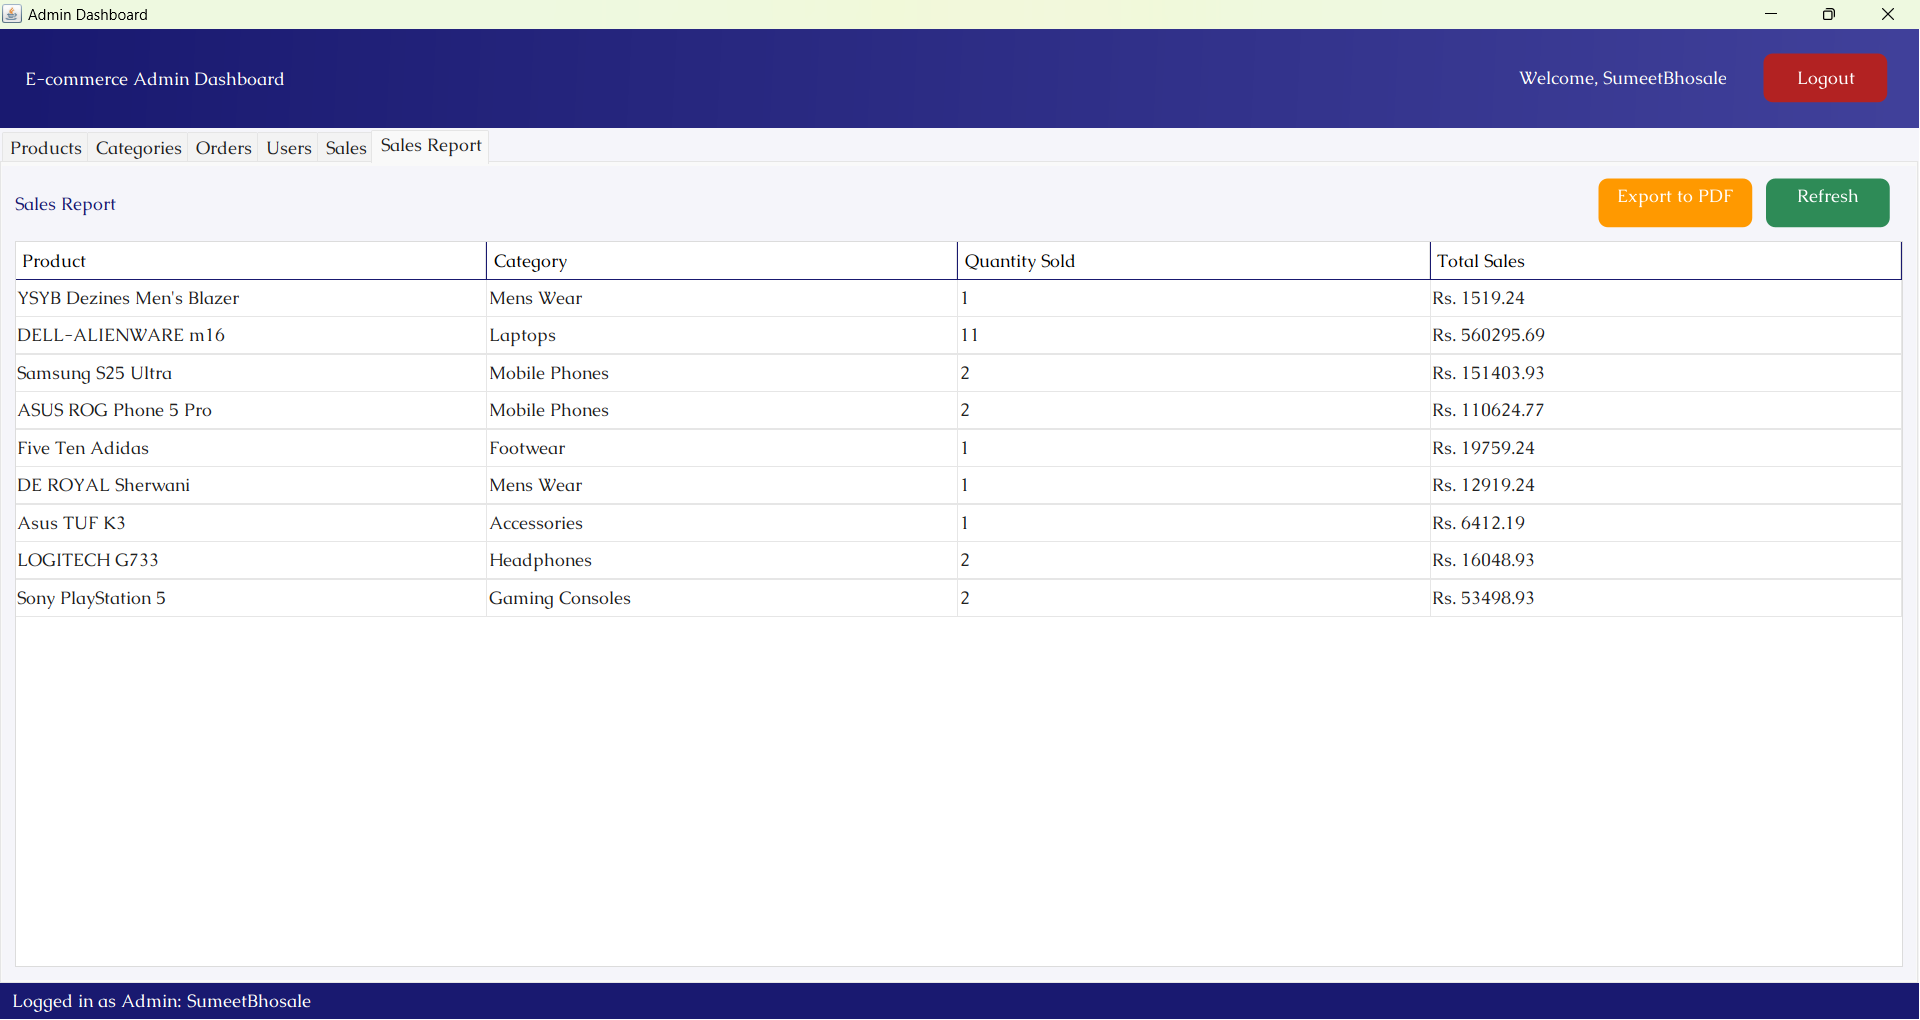 Admin Dashboard
E-commerce Admin Dashboard Welcome, SumeetBhosale Logout
Products Categories Orders Users Sales Sales Report
Sales Report Export to PDF Refresh
Product Category Quantity Sold Total Sales
YSYB Dezines Men's Blazer Mens Wear 1 Rs. 1519.24
DELL-ALIENWARE m16 Laptops 11 Rs. 560295.69
Samsung S25 Ultra Mobile Phones 2 Rs. 151403.93
ASUS ROG Phone 5 Pro Mobile Phones 2 Rs. 110624.77
Five Ten Adidas Footwear 1 Rs. 19759.24
DE ROYAL Sherwani Mens Wear 1 Rs. 12919.24
Asus TUF K3 Accessories 1 Rs. 6412.19
LOGITECH G733 Headphones 2 Rs. 16048.93
Sony PlayStation 5 Gaming Consoles 2 Rs. 53498.93
Logged in as Admin: SumeetBhosale